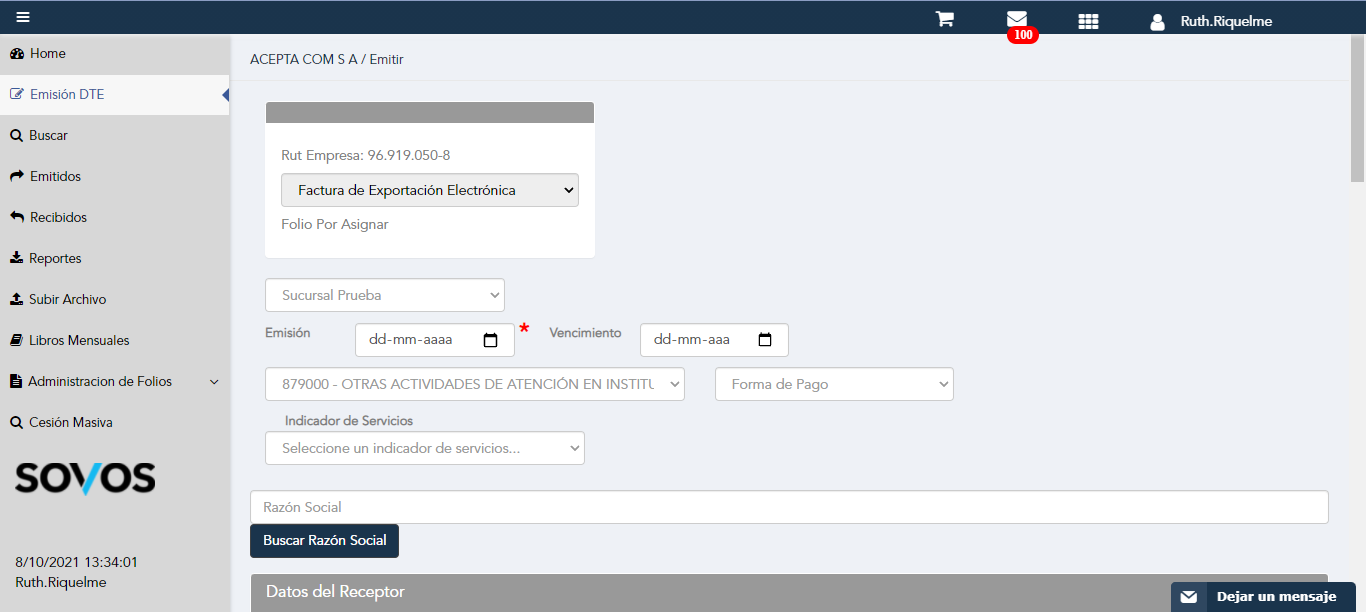 Ruth.Riquelme
100
Home
Emisión DTE
Buscar
Emitidos
Recibidos
Reportes
Subir Archivo
Libros Mensuales
Administracion de Folios
Cesión Masiva
SOVOS
8/10/2021 13:34:01
Ruth.Riquelme
ACEPTA COM S A / Emitir
Rut Empresa: 96.919.050-8
Factura de Exportación Electrónica
Folio Por Asignar
Sucursal Prueba
Emisión dd-mm-aaaa * Vencimiento dd-mm-aaa
879000 - OTRAS ACTIVIDADES DE ATENCIÓN EN INSTITU Forma de Pago
Indicador de Servicios
Seleccione un indicador de servicios...
Razón Social
Buscar Razón Social
Datos del Receptor
Dejar un mensaje